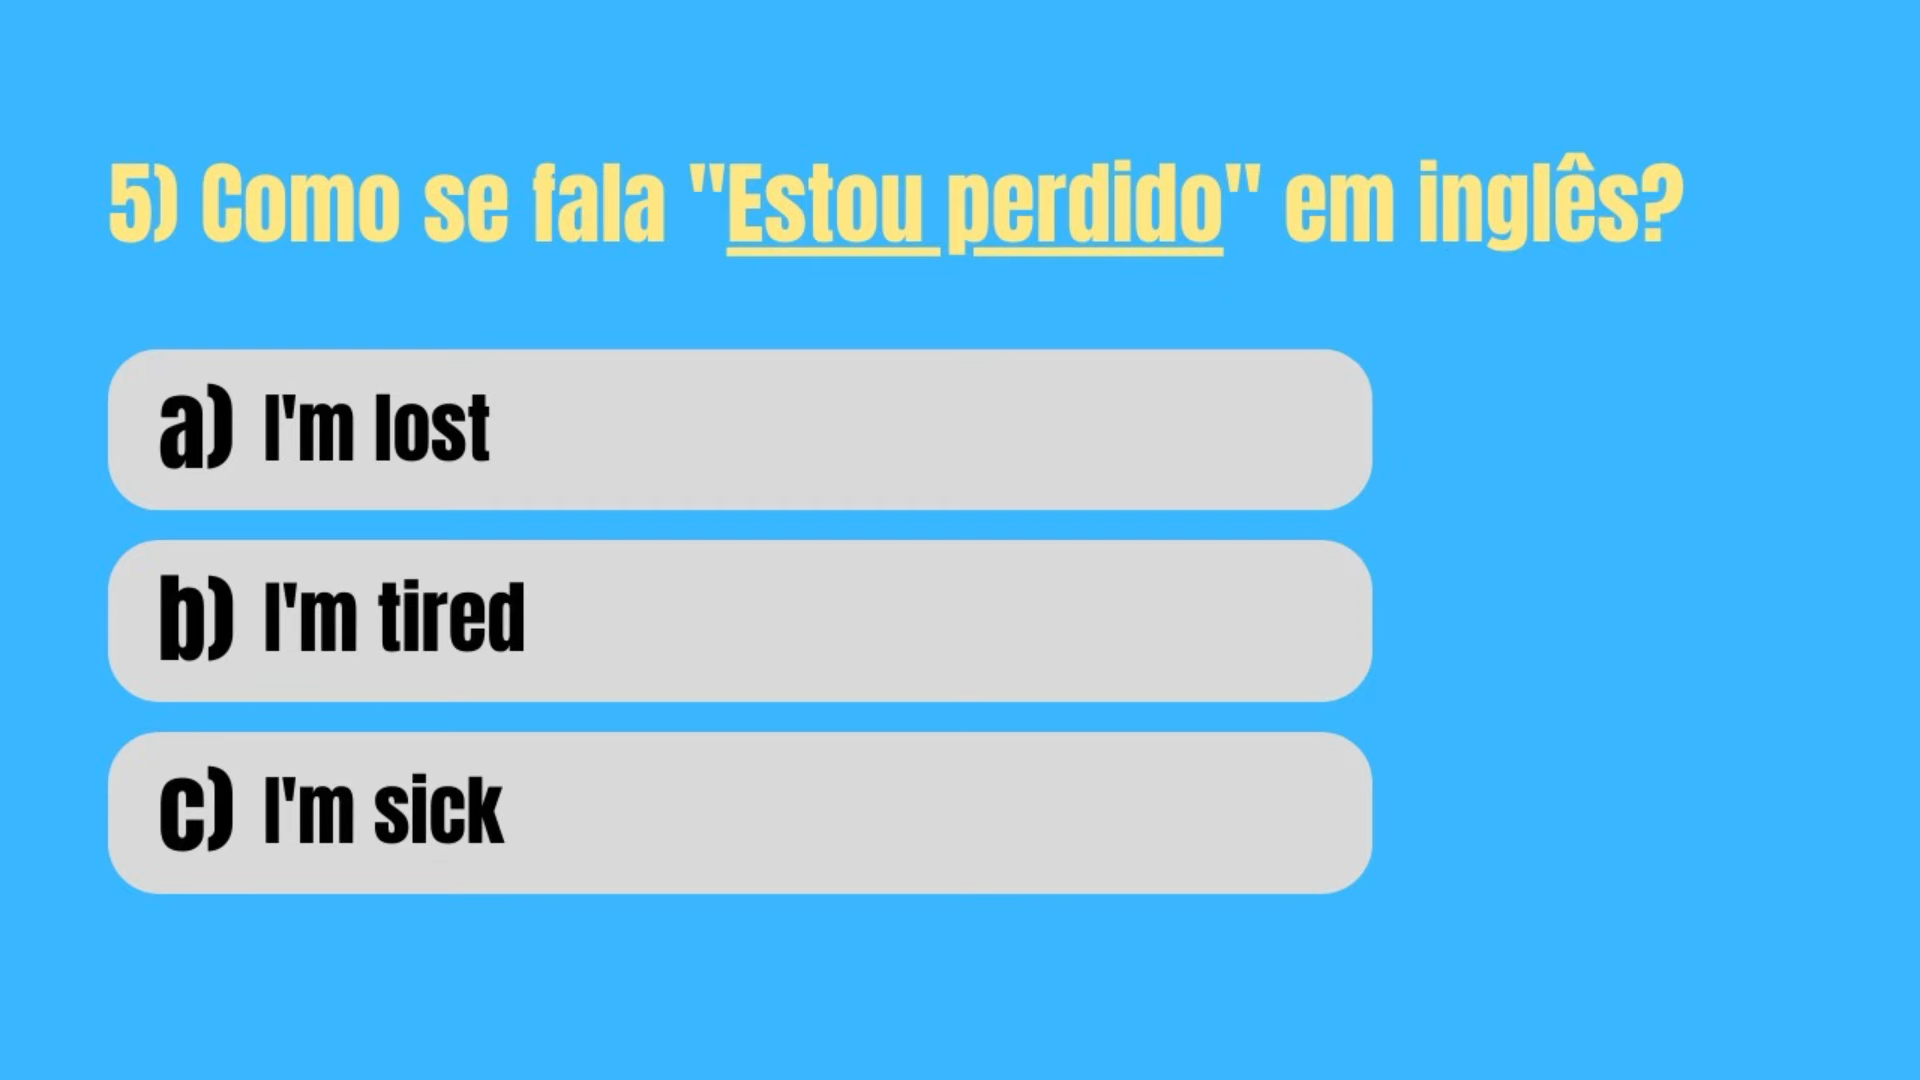 5) Como se fala "Estou perdido" em inglês?
a) I'm lost
b) I'm tired
c) I'm sick